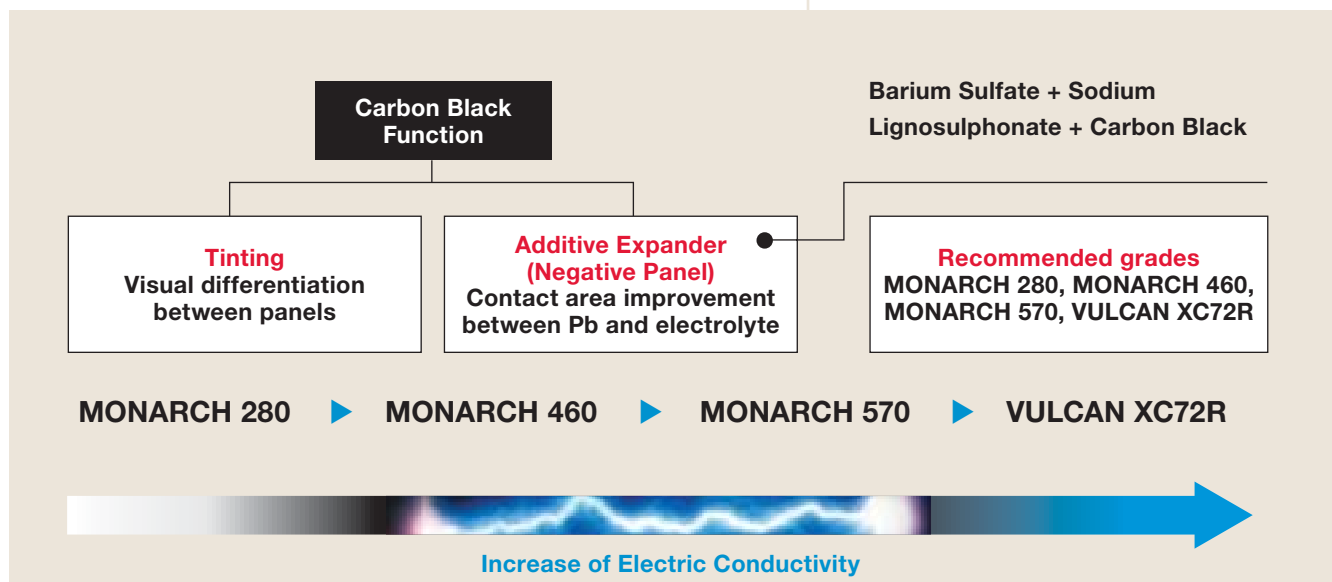 Carbon Black
Function
Barium Sulfate + Sodium
Lignosulphonate + Carbon Black
Tinting
Visual differentiation
between panels
Additive Expander
(Negative Panel)
Contact area improvement
between Pb and electrolyte
Recommended grades
MONARCH 280, MONARCH 460,
MONARCH 570, VULCAN XC72R
MONARCH 280 ▶ MONARCH 460 ▶ MONARCH 570 ▶ VULCAN XC72R
Increase of Electric Conductivity